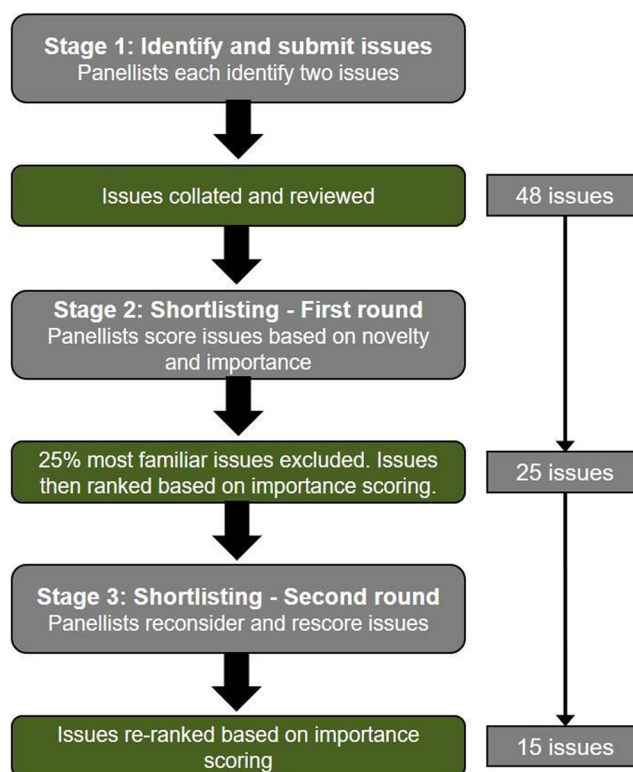 Stage 1: Identify and submit issues
Panellists each identify two issues
Issues collated and reviewed
48 issues
Stage 2: Shortlisting - First round
Panellists score issues based on novelty
and importance
25% most familiar issues excluded. Issues
then ranked based on importance scoring.
25 issues
Stage 3: Shortlisting - Second round
Panellists reconsider and rescore issues
Issues re-ranked based on importance
scoring
15 issues